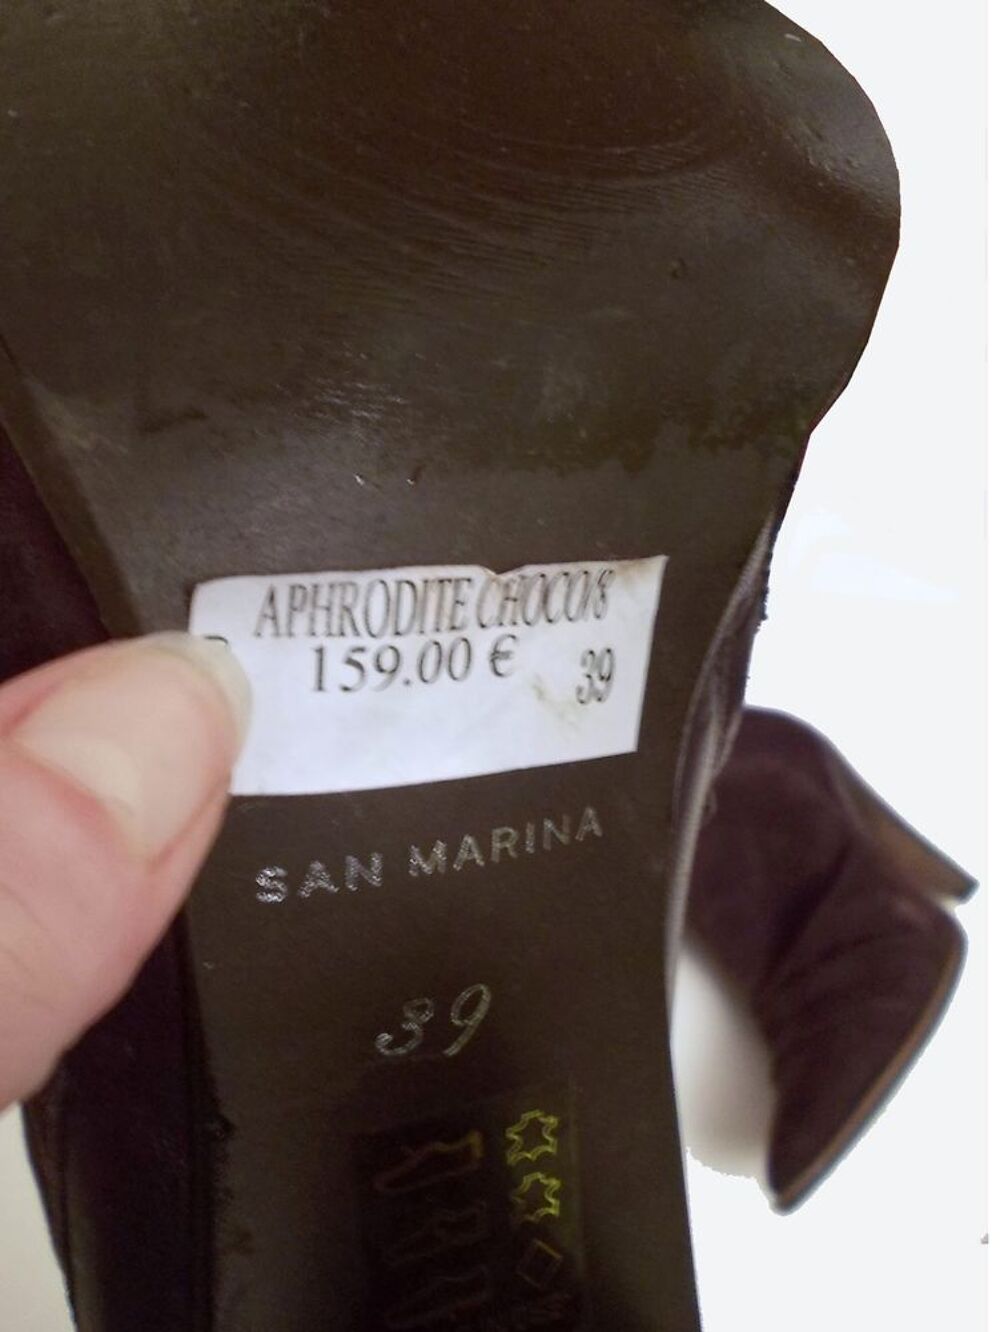 APHRODITE CHOCO/8
159.00 € 39
SAN MARINA
39